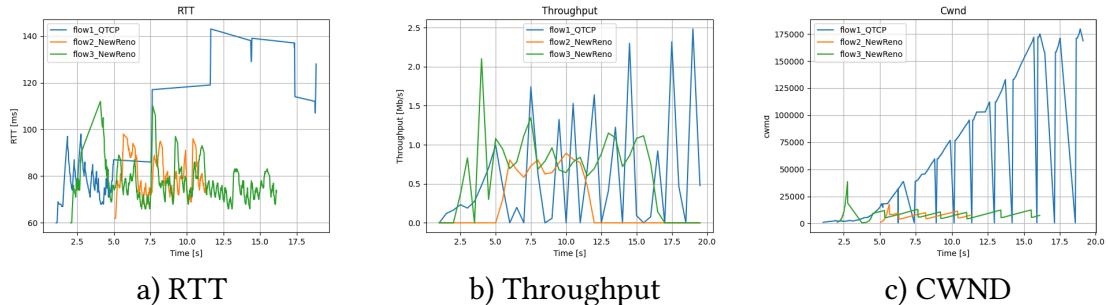 RTT
flow1_QTCP
flow2_NewReno
flow3_NewReno
RTT [ms]
140
120
100
80
60
2.5
5.0
7.5
10.0
12.5
15.0
17.5
Time [s]
a) RTT
Throughput
flow1_QTCP
flow2_NewReno
flow3_NewReno
Throughput [Mb/s]
2.5
2.0
1.5
1.0
0.5
0.0
2.5
5.0
7.5
10.0
12.5
15.0
17.5
20.0
Time [s]
b) Throughput
Cwnd
flow1_QTCP
flow2_NewReno
flow3_NewReno
cwmd
175000
150000
125000
100000
75000
50000
25000
0
2.5
5.0
7.5
10.0
12.5
15.0
17.5
Time [s]
c) CWND